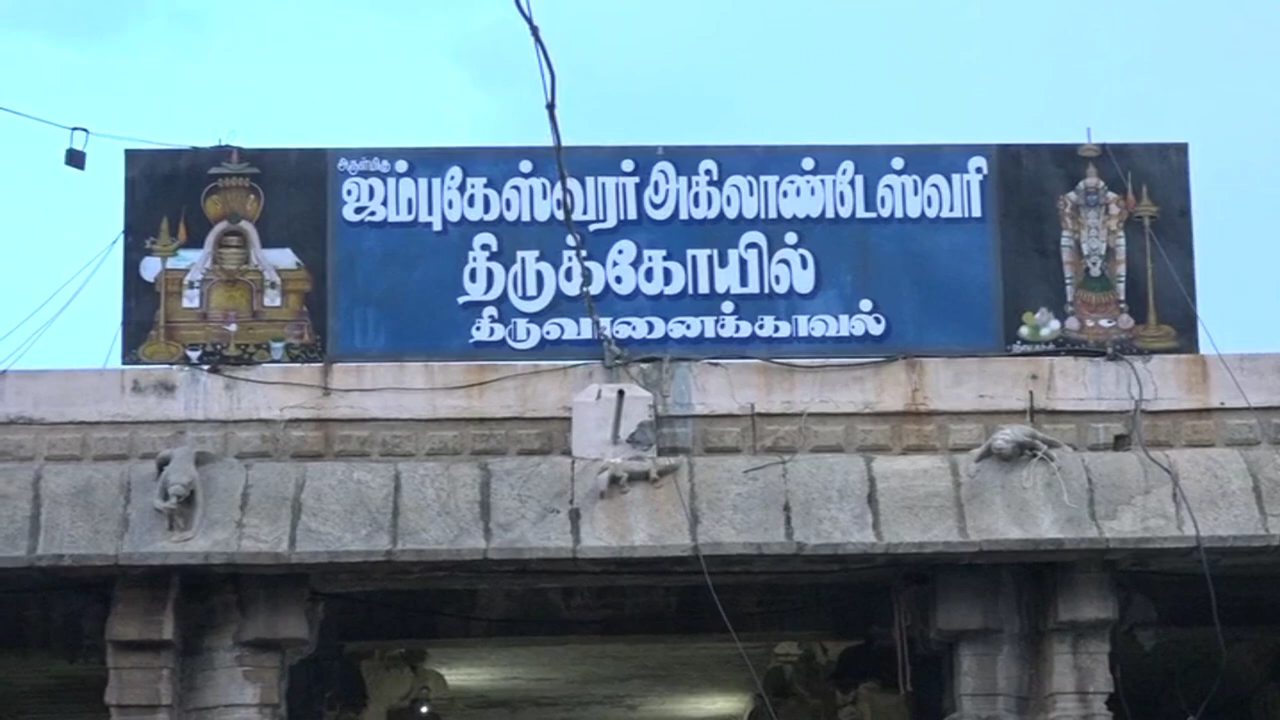 அருள்மிகு
ஜம்புகேஸ்வரர் அகிலாண்டேஸ்வரி
திருக்கோயில்
திருவானைக்காவல்